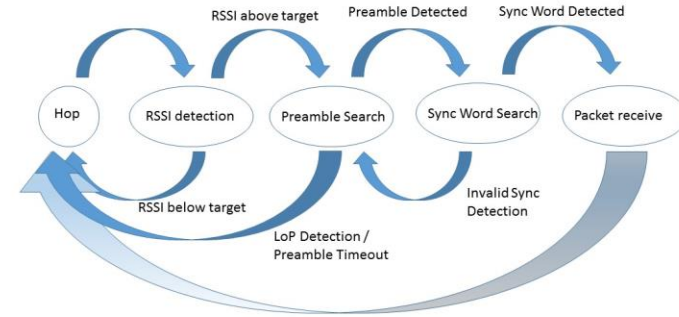 RSSI above target
Preamble Detected
Sync Word Detected
Hop
RSSI detection
Preamble Search
Sync Word Search
Packet receive
RSSI below target
Invalid Sync
Detection
LoP Detection /
Preamble Timeout